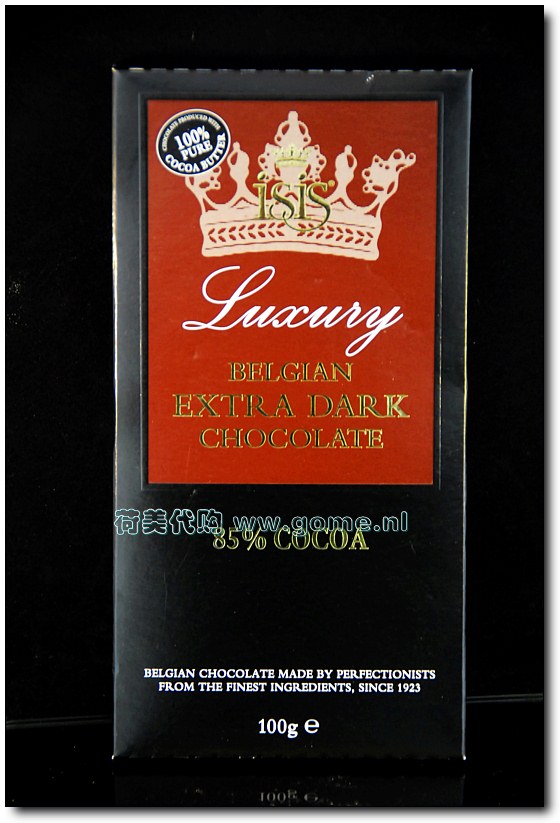 CHOCOLATE PRODUCED WITH
100%
PURE
COCOA BUTTER
isis®
Luxury
BELGIAN
EXTRA DARK
CHOCOLATE
荷美代购 www.gome.nl
85% COCOA
BELGIAN CHOCOLATE MADE BY PERFECTIONISTS
FROM THE FINEST INGREDIENTS, SINCE 1923
100g ℮
100g ℮